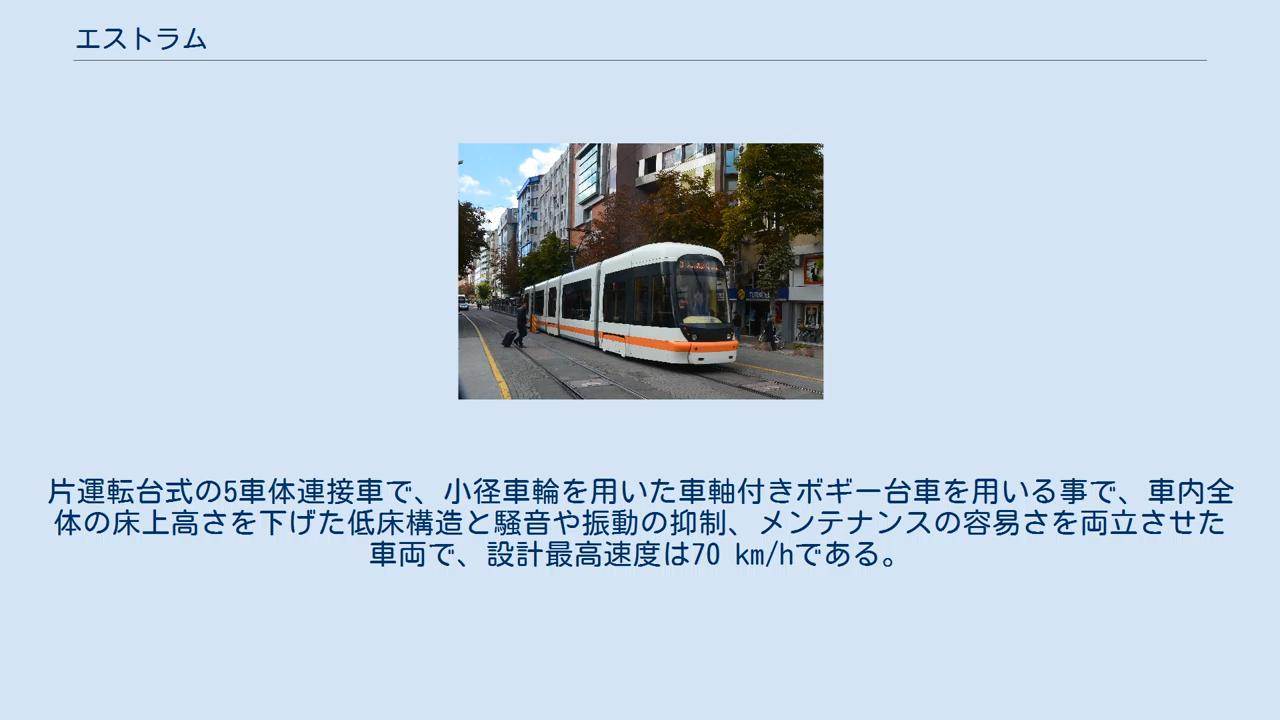 エストラム
片運転台式の5車体連接車で、小径車輪を用いた車軸付きボギー台車を用いる事で、車内全
体の床上高さを下げた低床構造と騒音や振動の抑制、メンテナンスの容易さを両立させた
車両で、設計最高速度は70 km/hである。